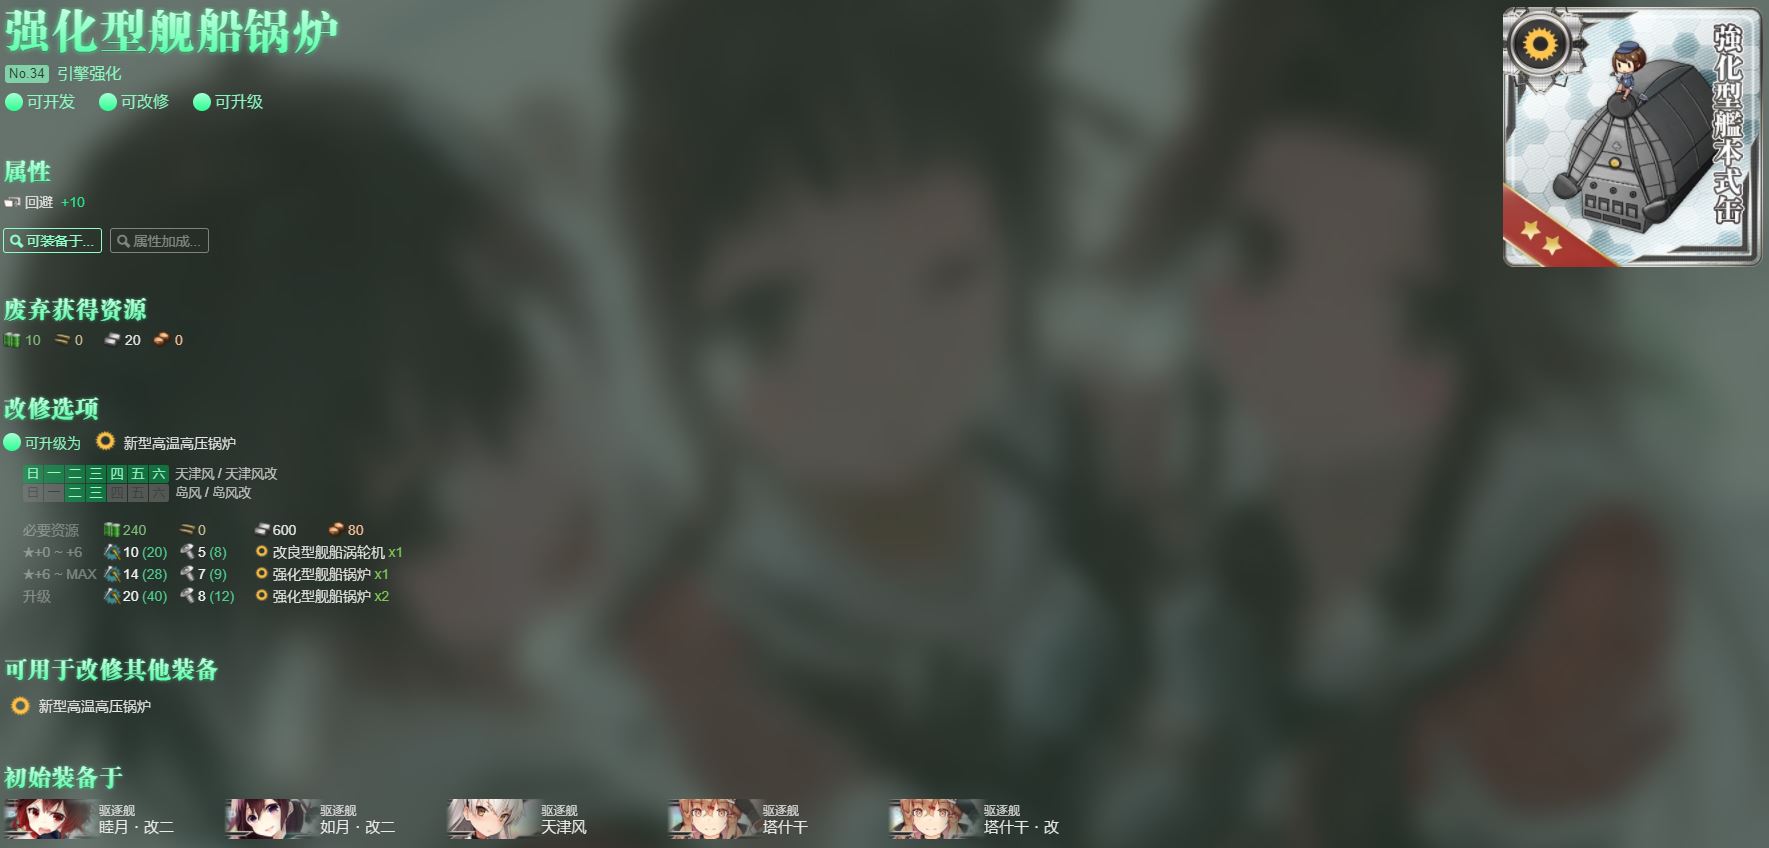 强化型舰船锅炉
No.34 引擎强化
可开发 可改修 可升级
強化型艦本式缶
属性
回避 +10
可装备于... 属性加成...
废弃获得资源
10 0 20 0
改修选项
可升级为 新型高温高压锅炉
日 一 二 三 四 五 六 天津风 / 天津风改
日 一 二 三 四 五 六 岛风 / 岛风改
必要资源 240 0 600 80
★+0 ~ +6 10 (20) 5 (8) 改良型舰船涡轮机 x1
★+6 ~ MAX 14 (28) 7 (9) 强化型舰船锅炉 x1
升级 20 (40) 8 (12) 强化型舰船锅炉 x2
可用于改修其他装备
新型高温高压锅炉
初始装备于
驱逐舰 驱逐舰 驱逐舰 驱逐舰 驱逐舰
睦月・改二 如月・改二 天津风 塔什干 塔什干・改